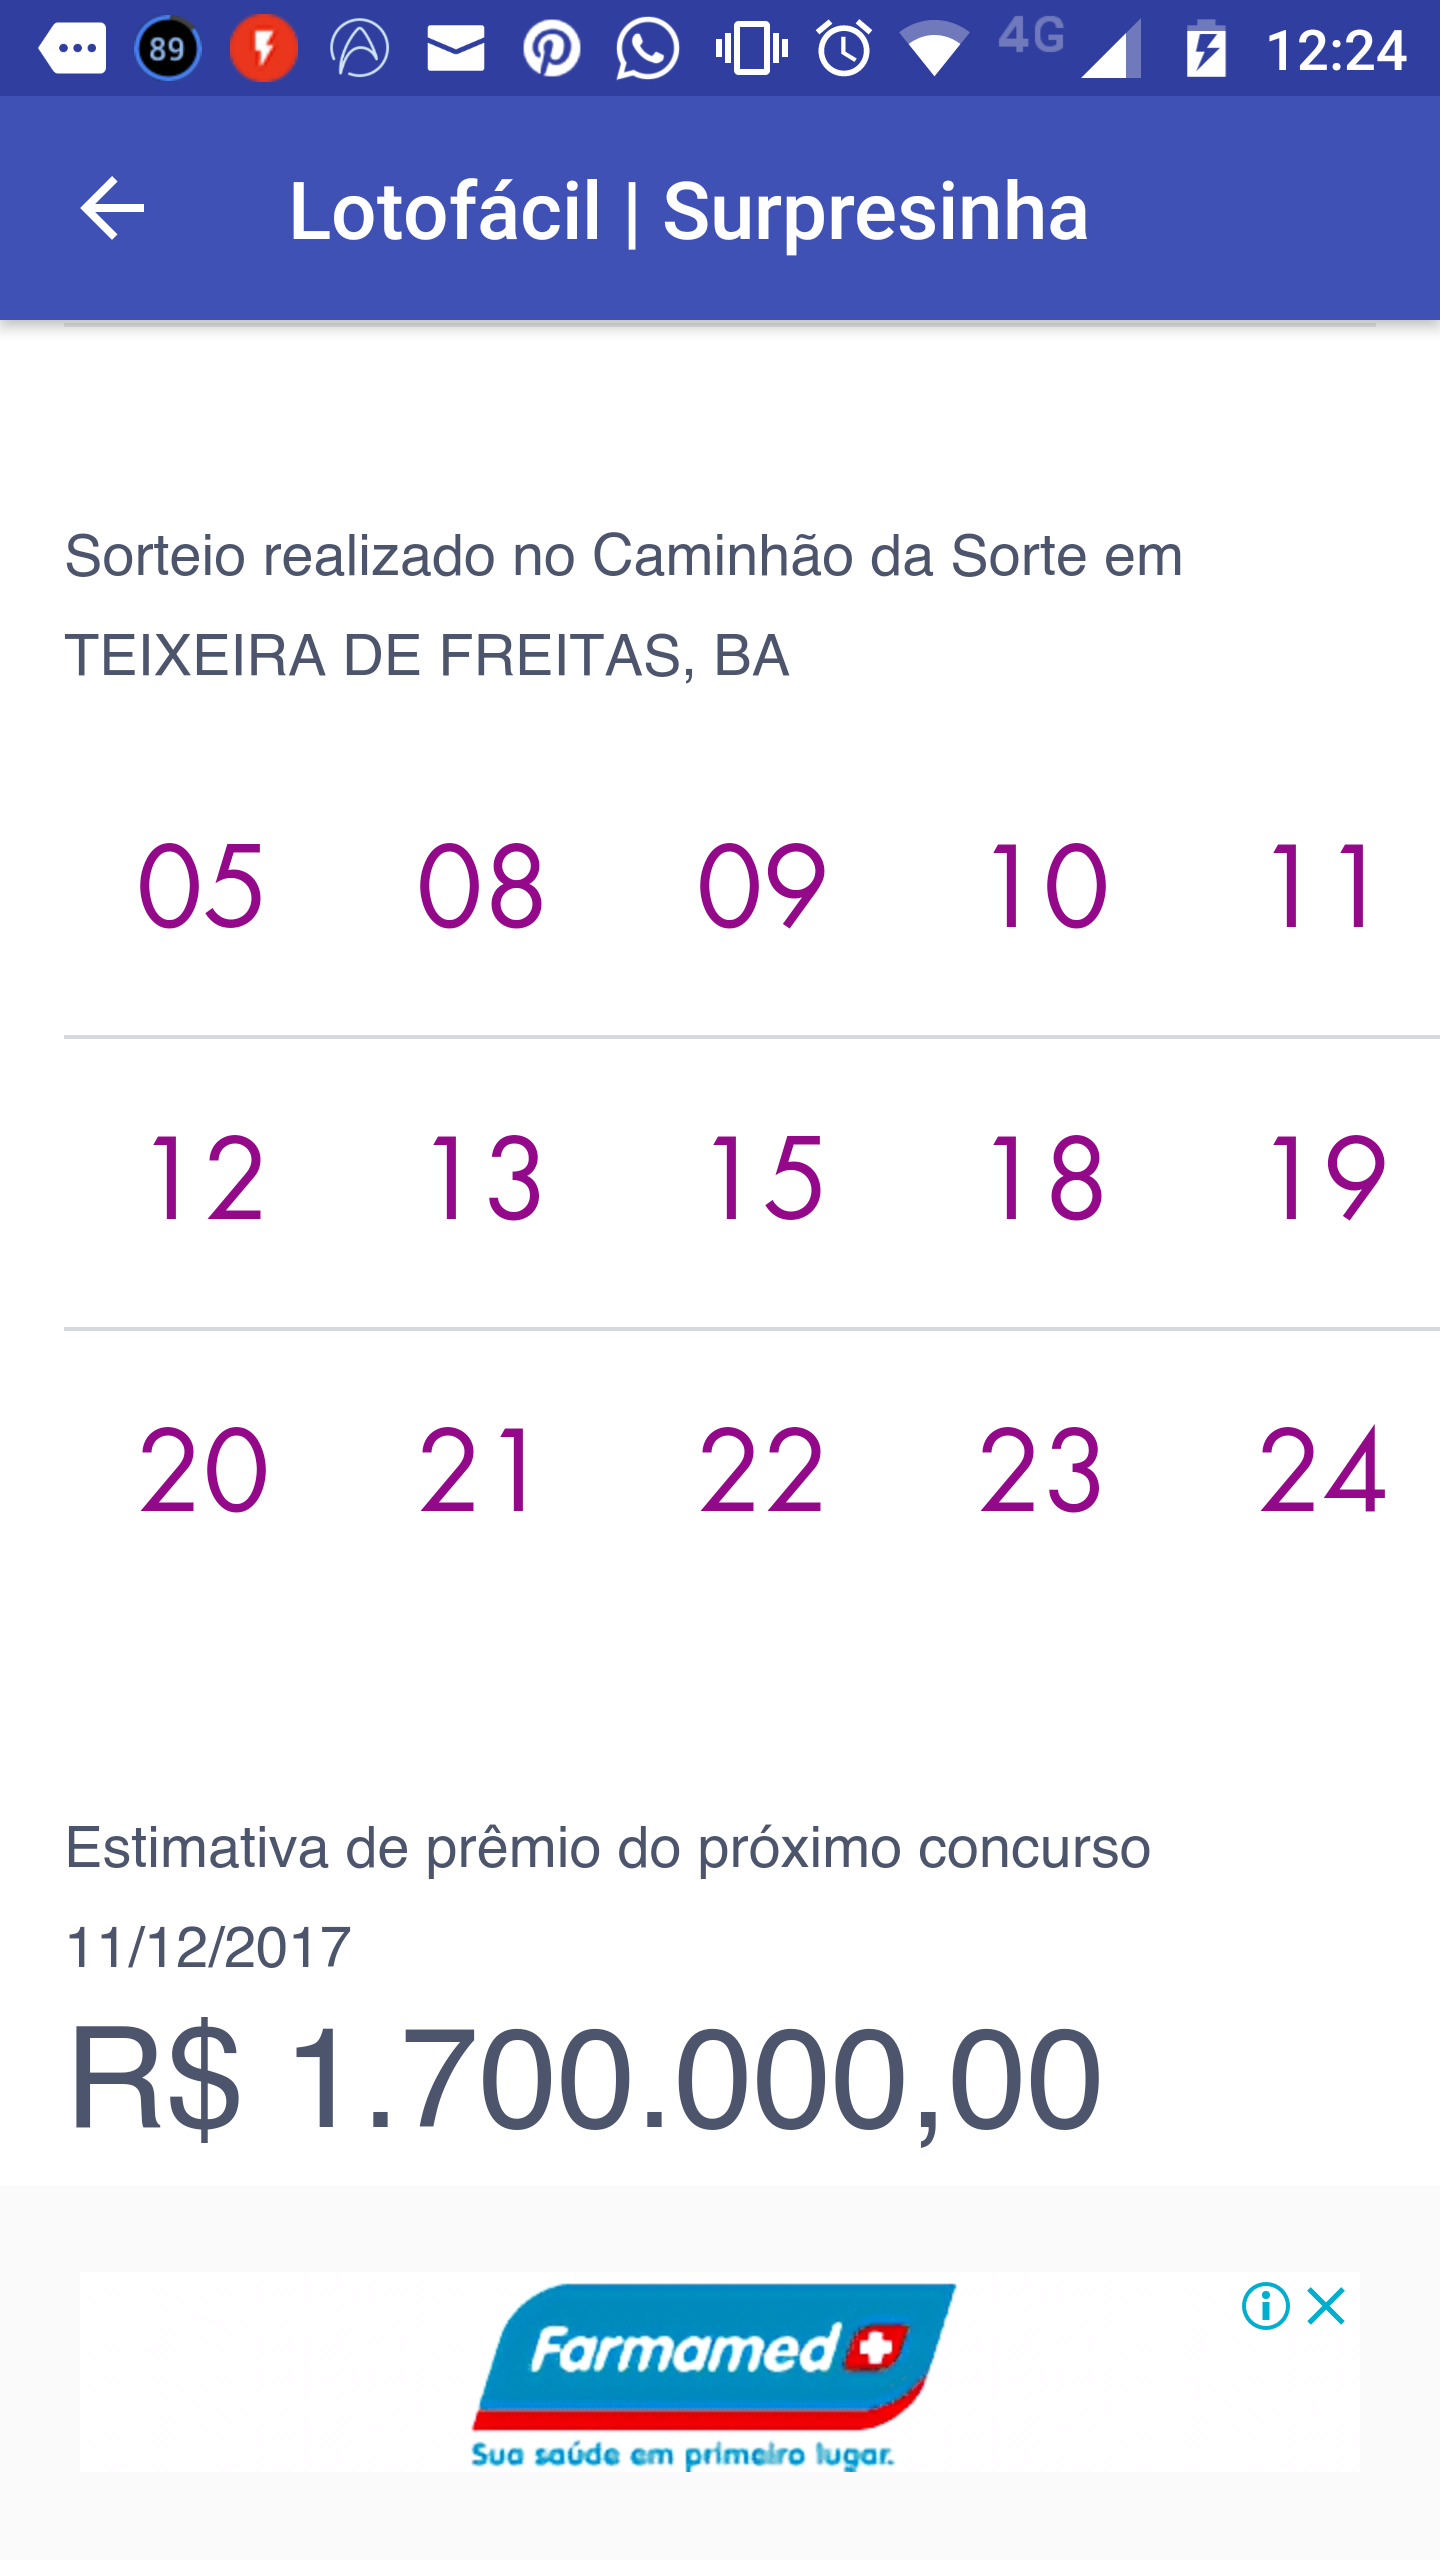 89
4G
12:24
Lotofácil | Surpresinha
Sorteio realizado no Caminhão da Sorte em
TEIXEIRA DE FREITAS, BA
05 08 09 10 11
12 13 15 18 19
20 21 22 23 24
Estimativa de prêmio do próximo concurso
11/12/2017
R$ 1.700.000,00
Farmamed
Sua saúde em primeiro lugar.